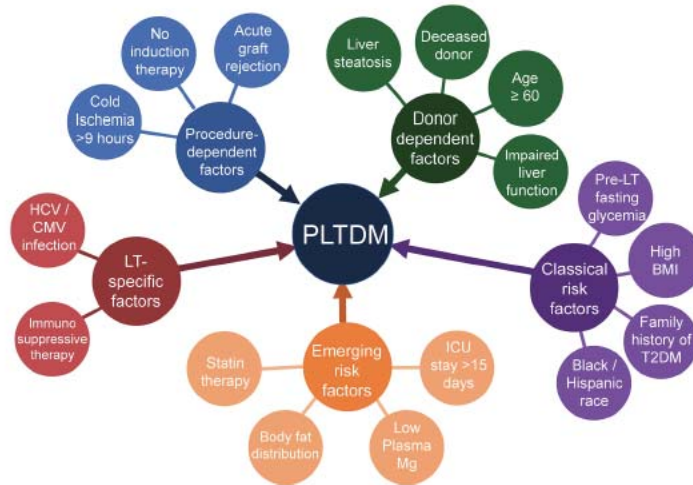 No
induction
therapy
Acute
graft
rejection
Cold
Ischemia
>9 hours
Procedure-
dependent
factors
Liver
steatosis
Deceased
donor
Age
≥ 60
Donor
dependent
factors
Impaired
liver
function
HCV /
CMV
infection
LT-
specific
factors
Immuno
suppressive
therapy
PLTDM
Pre-LT
fasting
glycemia
High
BMI
Classical
risk
factors
Family
history of
T2DM
Black /
Hispanic
race
Statin
therapy
Emerging
risk
factors
ICU
stay >15
days
Body fat
distribution
Low
Plasma
Mg